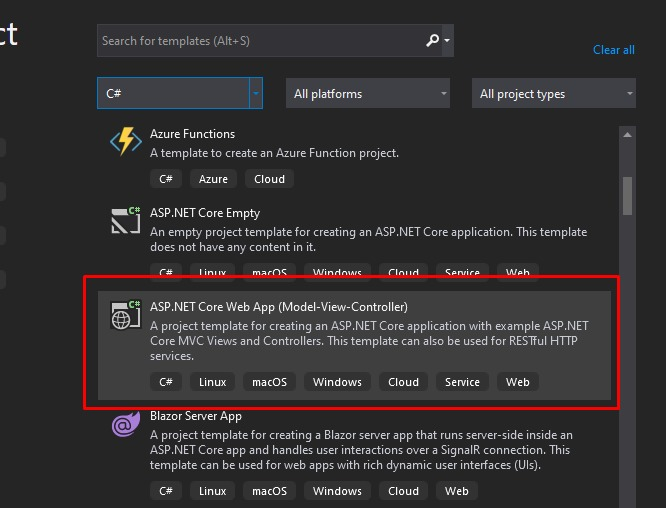 ct
Search for templates (Alt+S)
Clear all
C#
All platforms
All project types
Azure Functions
A template to create an Azure Function project.
C# Azure Cloud
C#
ASP.NET Core Empty
An empty project template for creating an ASP.NET Core application. This template
does not have any content in it.
C# Linux macOS Windows Cloud Service Web
C#
ASP.NET Core Web App (Model-View-Controller)
A project template for creating an ASP.NET Core application with example ASP.NET
Core MVC Views and Controllers. This template can also be used for RESTful HTTP
services.
C# Linux macOS Windows Cloud Service Web
Blazor Server App
A project template for creating a Blazor server app that runs server-side inside an
ASP.NET Core app and handles user interactions over a SignalR connection. This
template can be used for web apps with rich dynamic user interfaces (UIs).
C# Linux macOS Windows Cloud Web